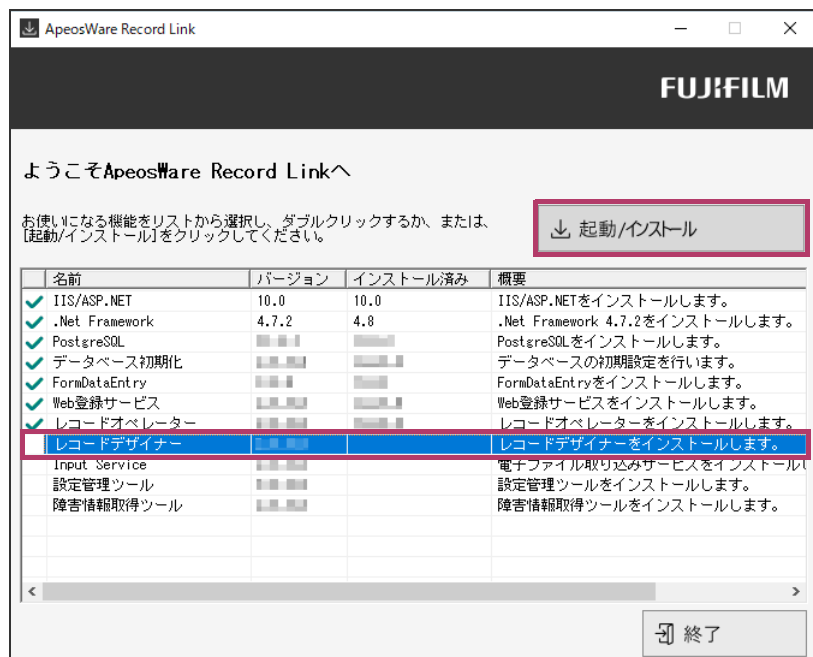 ApeosWare Record Link
FUJIFILM
ようこそApeosWare Record Linkへ
お使いになる機能をリストから選択し、ダブルクリックするか、または、
[起動/インストール]をクリックしてください。
起動/インストール
名前 バージョン インストール済み 概要
IIS/ASP.NET 10.0 10.0 IIS/ASP.NETをインストールします。
.Net Framework 4.7.2 4.8 .Net Framework 4.7.2をインストールします。
PostgreSQL PostgreSQLをインストールします。
データベース初期化 データベースの初期設定を行います。
FormDataEntry FormDataEntryをインストールします。
Web登録サービス Web登録サービスをインストールします。
レコードオペレーター レコードオペレーターをインストールします。
レコードデザイナー レコードデザイナーをインストールします。
Input Service 電子ファイル取り込みサービスをインストール
設定管理ツール 設定管理ツールをインストールします。
障害情報取得ツール 障害情報取得ツールをインストールします。
終了